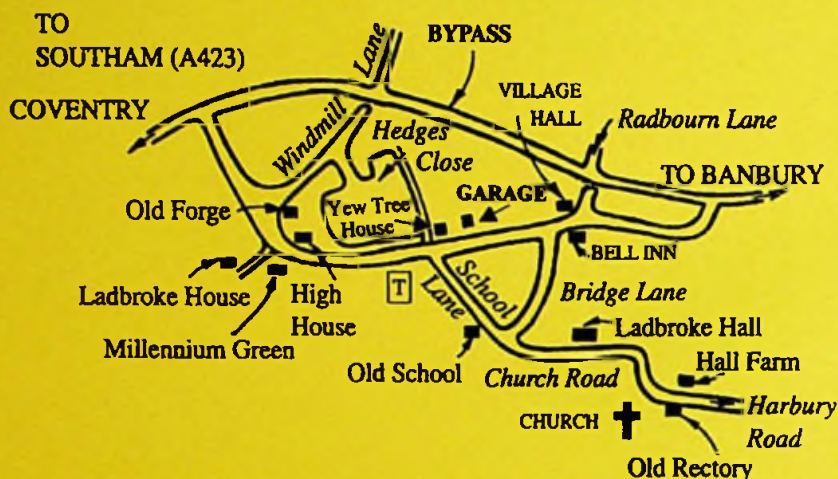 TO
SOUTHAM (A423)
COVENTRY
Lane
Windmill
BYPASS
VILLAGE
HALL
Radbourn Lane
Hedges
Close
TO BANBURY
Old Forge
Yew Tree
House
GARAGE
BELL INN
Ladbroke House
High
House
T
School
Lane
Bridge Lane
Millennium Green
Old School
Ladbroke Hall
Church Road
Hall Farm
CHURCH
Harbury
Road
Old Rectory